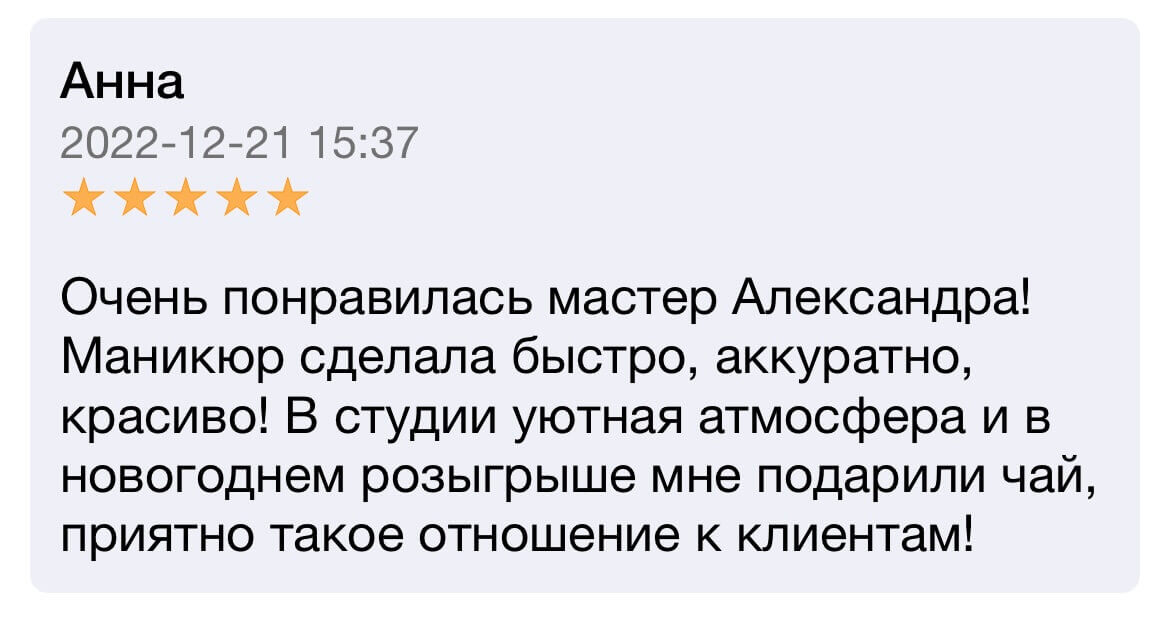 Анна
2022-12-21 15:37
Очень понравилась мастер Александра!
Маникюр сделала быстро, аккуратно,
красиво! В студии уютная атмосфера и в
новогоднем розыгрыше мне подарили чай,
приятно такое отношение к клиентам!